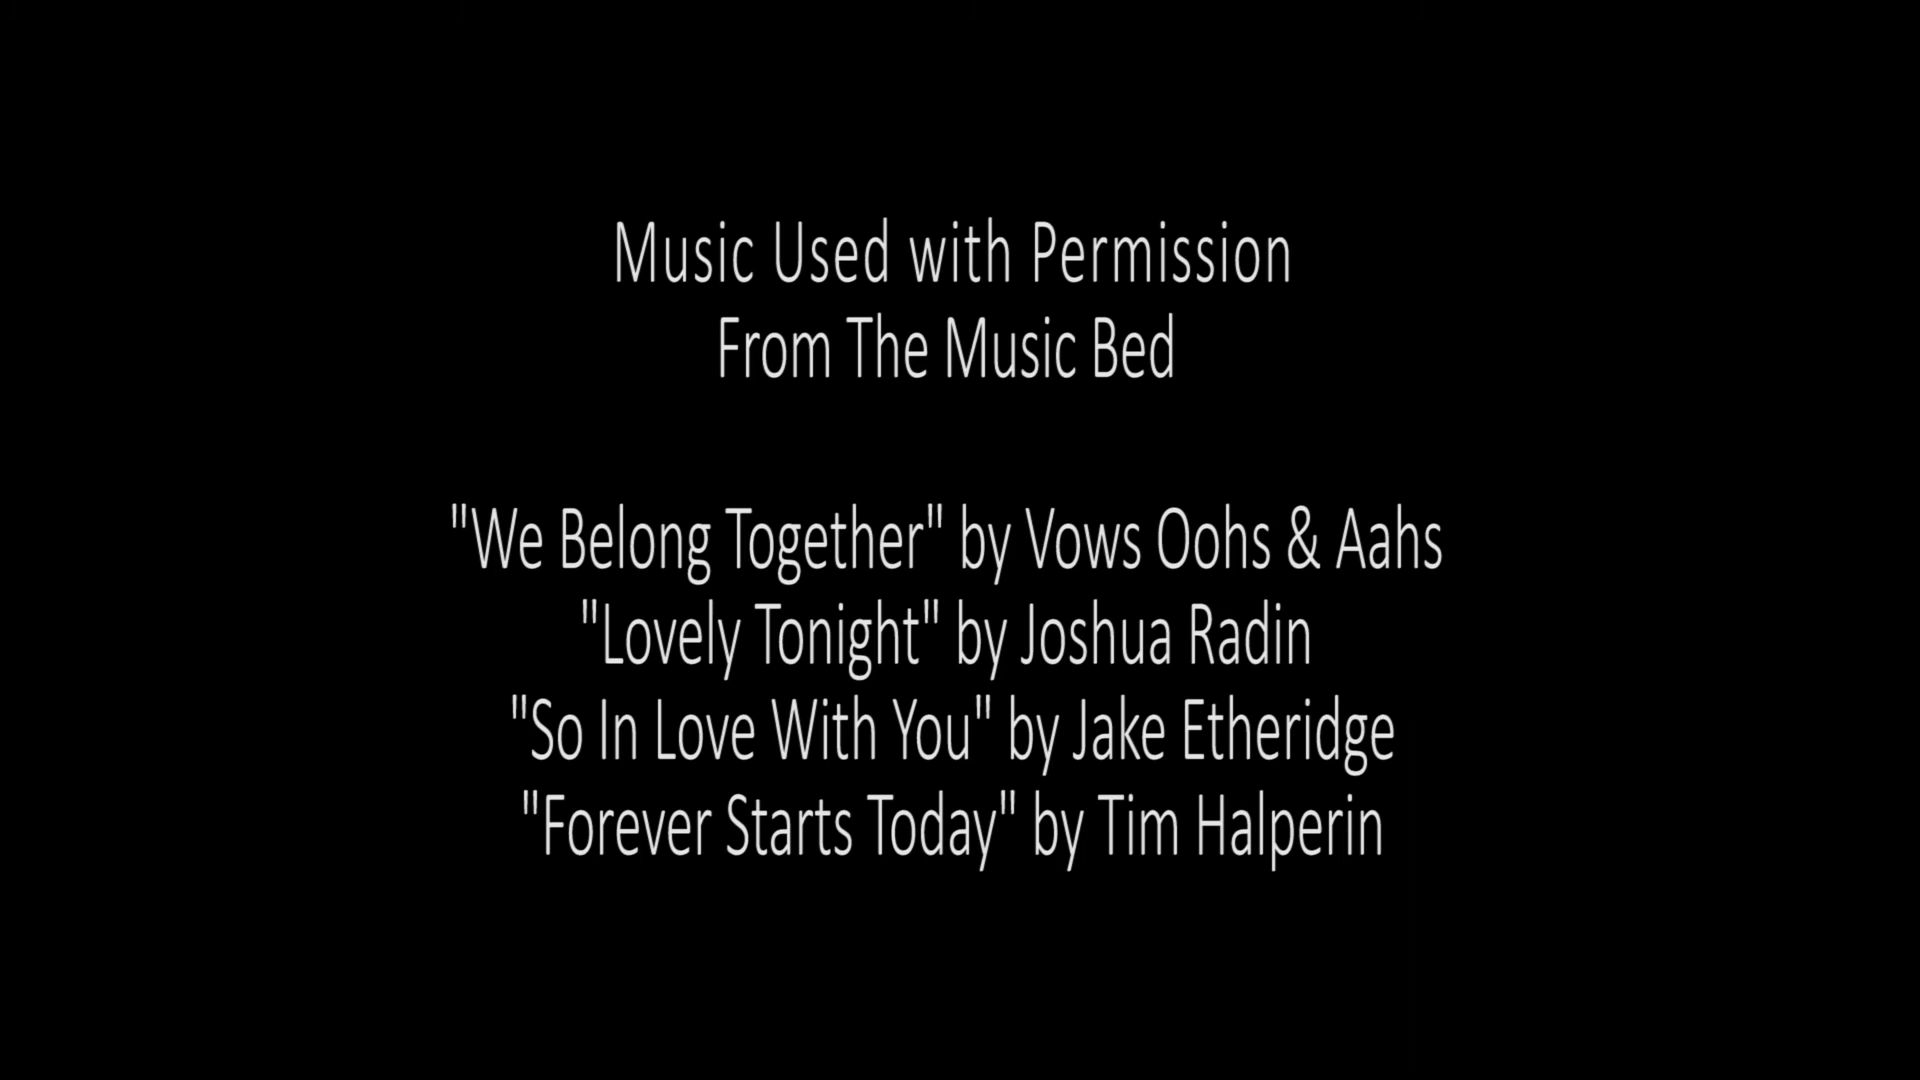 Music Used with Permission
From The Music Bed
"We Belong Together" by Vows Oohs & Aahs
"Lovely Tonight" by Joshua Radin
"So In Love With You" by Jake Etheridge
"Forever Starts Today" by Tim Halperin